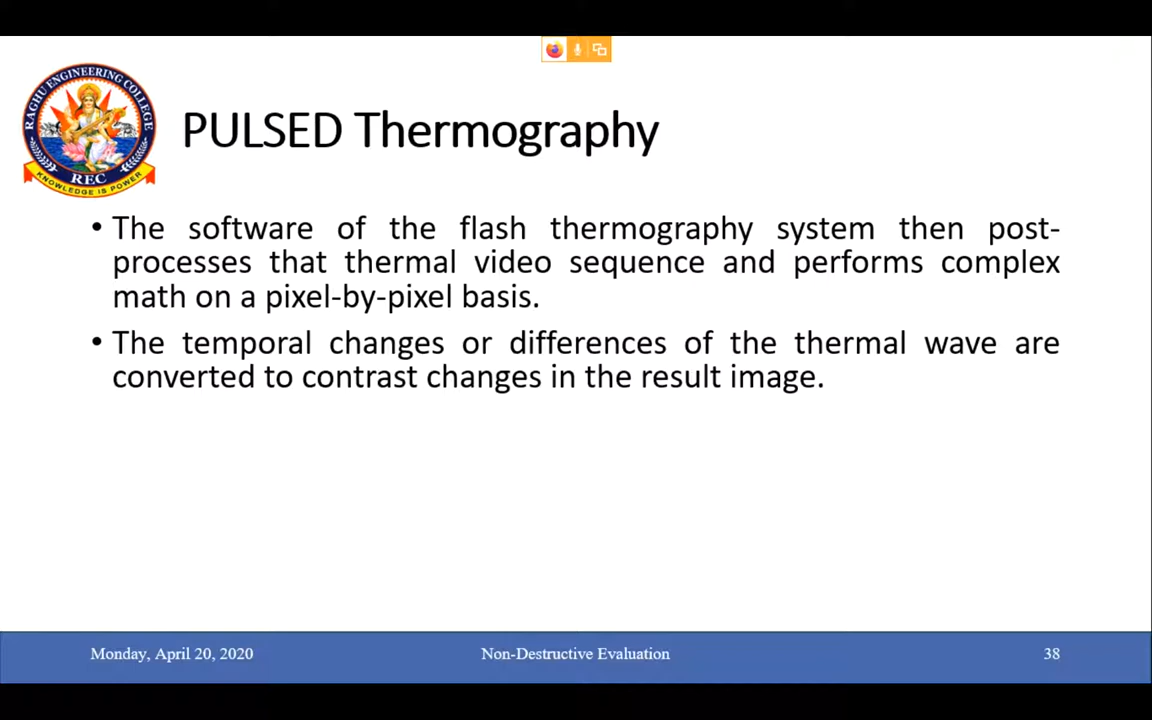 RAGHU ENGINEERING COLLEGE
REC
KNOWLEDGE IS POWER
PULSED Thermography
• The software of the flash thermography system then post-
processes that thermal video sequence and performs complex
math on a pixel-by-pixel basis.
• The temporal changes or differences of the thermal wave are
converted to contrast changes in the result image.
Monday, April 20, 2020
Non-Destructive Evaluation
38